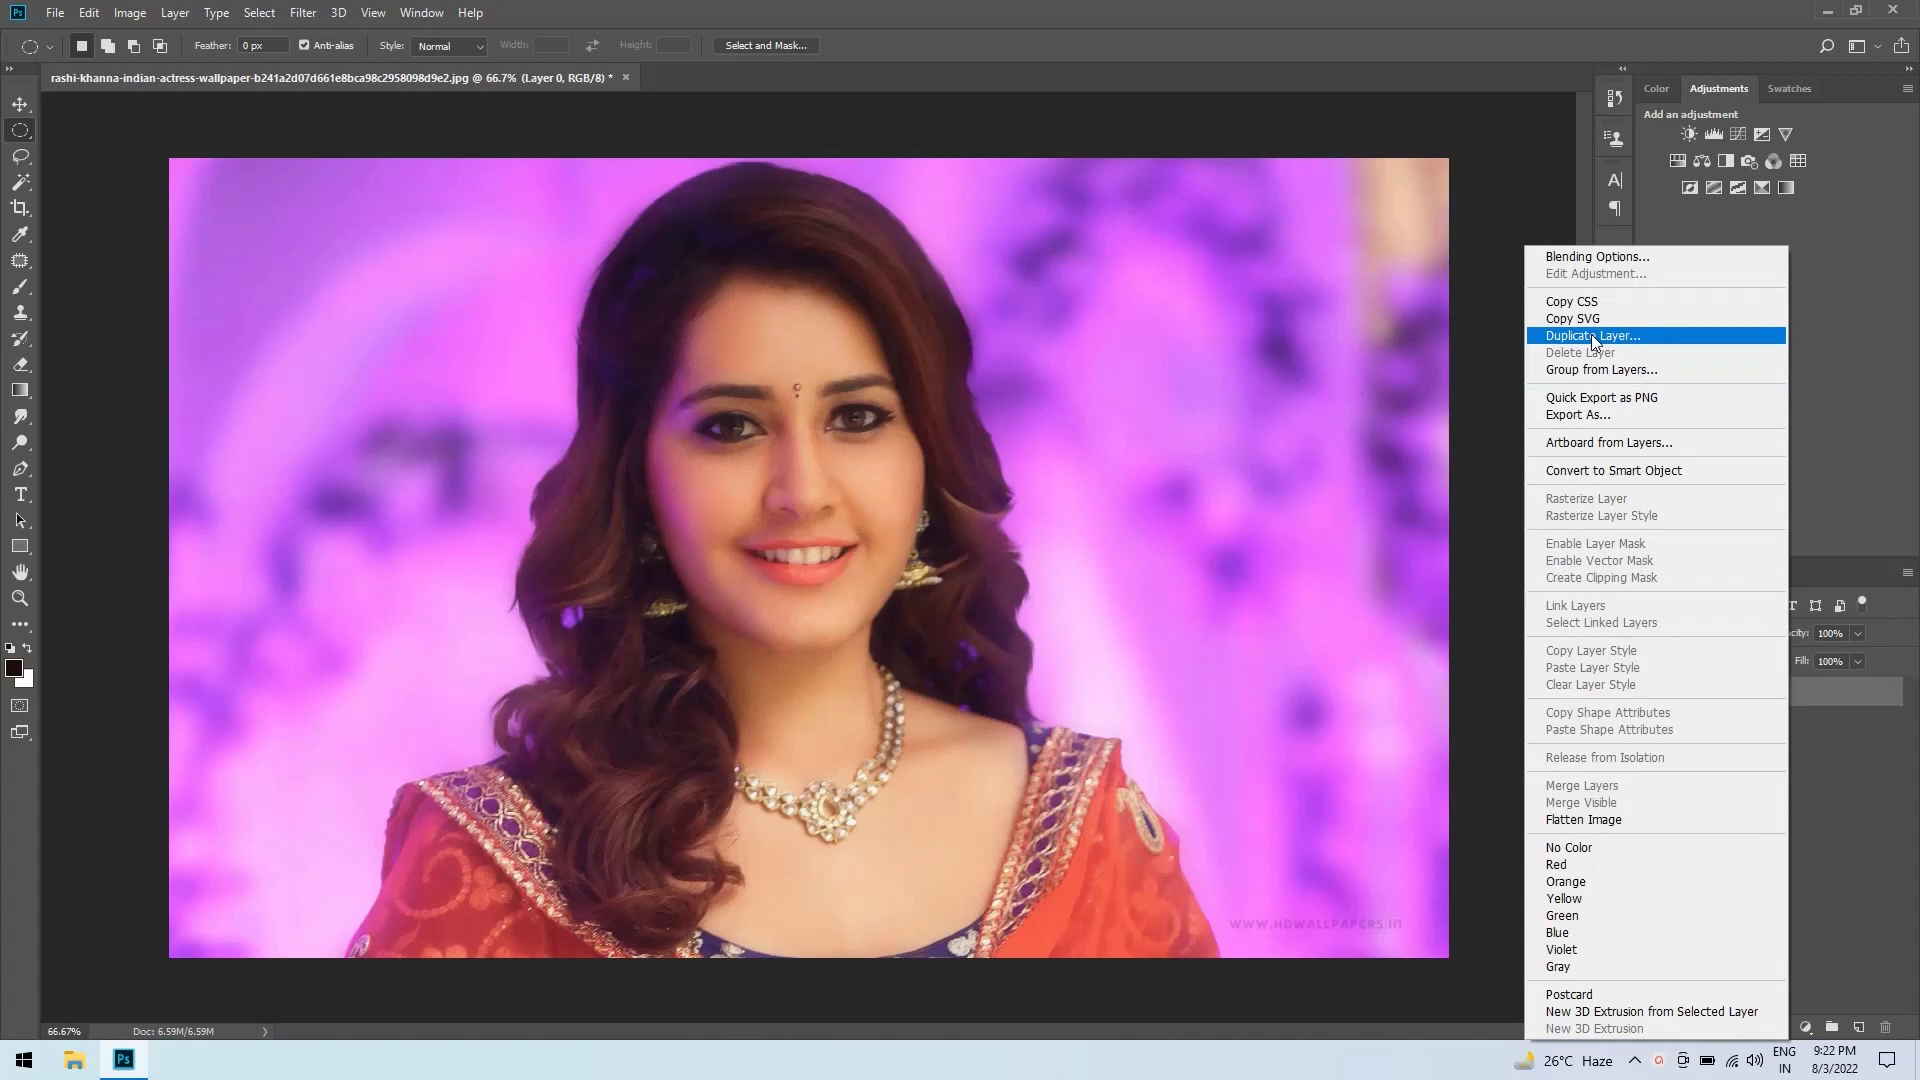 Ps File Edit Image Layer Type Select Filter 3D View Window Help
Feather: 0 px Anti-alias Style: Normal Width: Height: Select and Mask...
rashi-khanna-indian-actress-wallpaper-b241a2d07d661e8bca98c2958098d9e2.jpg @ 66.7% (Layer 0, RGB/8) *
Color Adjustments Swatches
Add an adjustment
Blending Options...
Edit Adjustment...
Copy CSS
Copy SVG
Duplicate Layer...
Delete Layer
Group from Layers...
Quick Export as PNG
Export As...
Artboard from Layers...
Convert to Smart Object
Rasterize Layer
Rasterize Layer Style
Enable Layer Mask
Enable Vector Mask
Create Clipping Mask
Link Layers
Select Linked Layers
Copy Layer Style
Paste Layer Style
Clear Layer Style
Copy Shape Attributes
Paste Shape Attributes
Release from Isolation
Merge Layers
Merge Visible
Flatten Image
No Color
Red
Orange
Yellow
Green
Blue
Violet
Gray
Postcard
New 3D Extrusion from Selected Layer
New 3D Extrusion
100%
Fill: 100%
WWW.HDWALLPAPERS.IN
66.67% Doc: 6.59M/6.59M
Ps 26°C Haze ENG IN 9:22 PM 8/3/2022